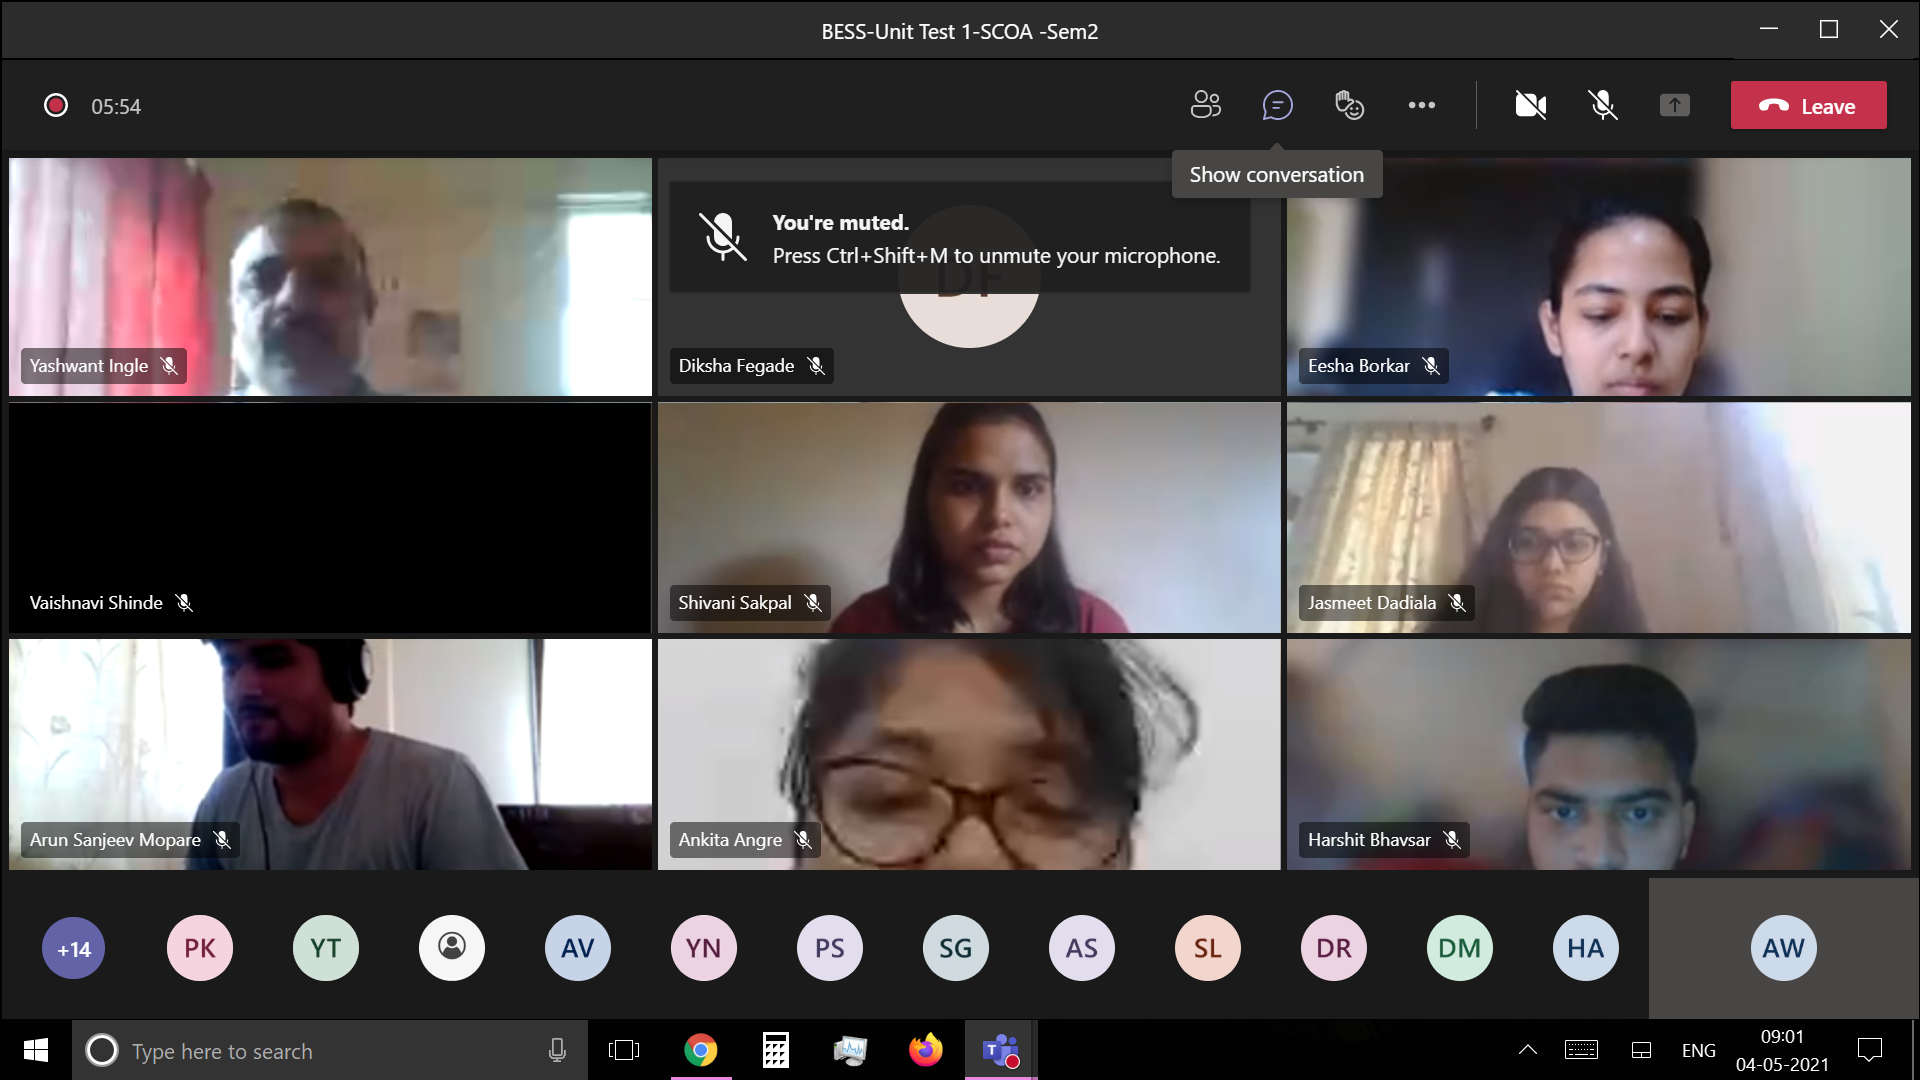 BESS-Unit Test 1-SCOA -Sem2
05:54
Leave
Show conversation
You're muted.
Press Ctrl+Shift+M to unmute your microphone.
DF
Yashwant Ingle
Diksha Fegade
Eesha Borkar
Vaishnavi Shinde
Shivani Sakpal
Jasmeet Dadiala
Arun Sanjeev Mopare
Ankita Angre
Harshit Bhavsar
+14
PK
YT
AV
YN
PS
SG
AS
SL
DR
DM
HA
AW
Type here to search
T
ENG
09:01
04-05-2021